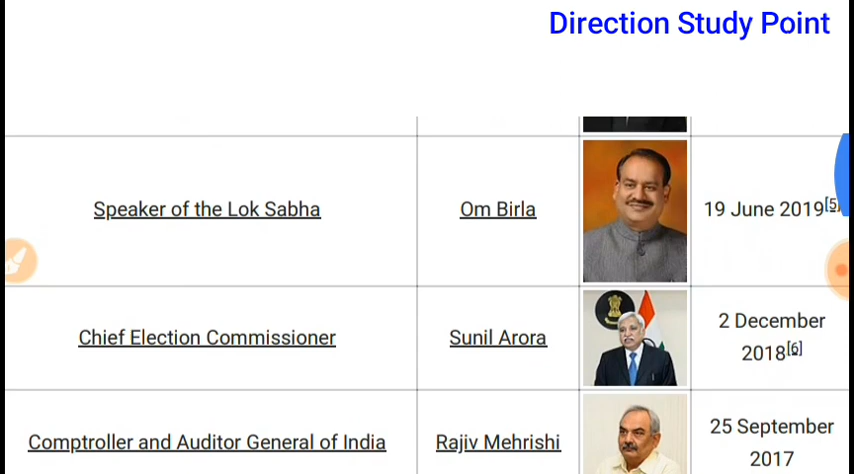 Direction Study Point
Speaker of the Lok Sabha
Om Birla
19 June 2019[5]
Chief Election Commissioner
Sunil Arora
2 December
2018[6]
Comptroller and Auditor General of India
Rajiv Mehrishi
25 September
2017